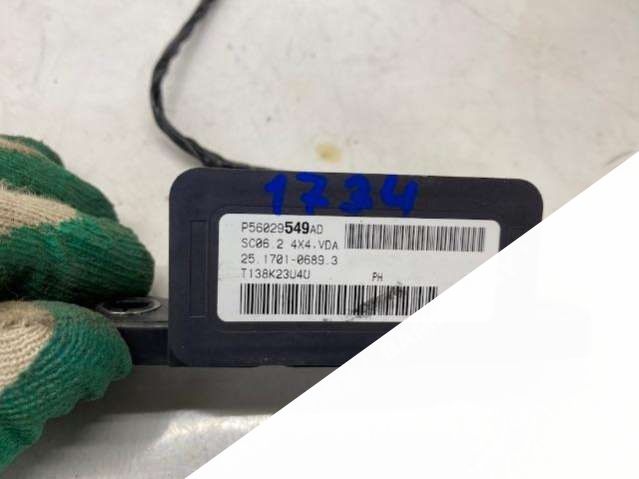 1734
P56029549AD
SC06.2 4X4.VDA
25.1701-0689.3
T138K23U4U PH